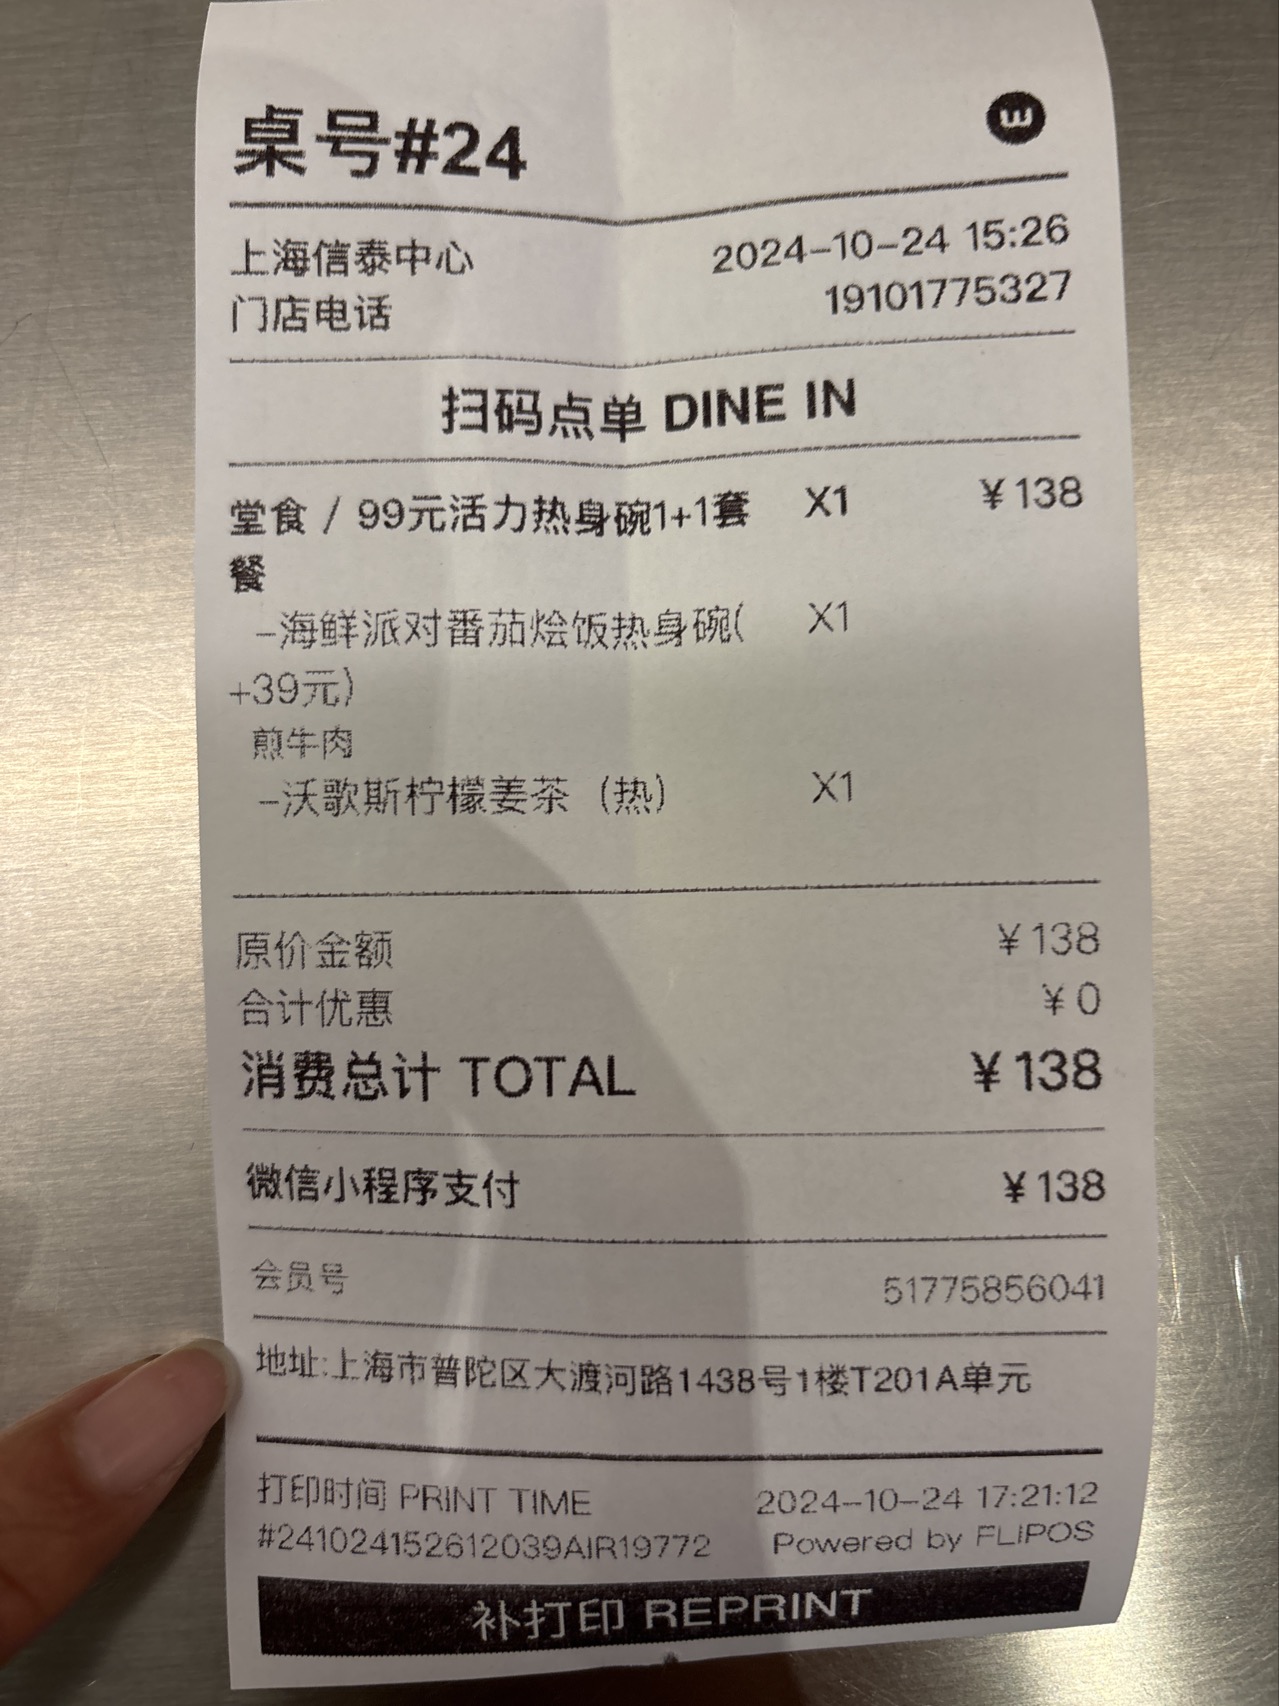 桌号#24
上海信泰中心 2024-10-24 15:26
门店电话 19101775327
扫码点单 DINE IN
堂食 / 99元活力热身碗1+1套 X1 ￥138
餐
-海鲜派对番茄烩饭热身碗( X1
+39元)
煎牛肉
-沃歌斯柠檬姜茶（热） X1
原价金额 ￥138
合计优惠 ￥0
消费总计 TOTAL ￥138
微信小程序支付 ￥138
会员号 51775856041
地址:上海市普陀区大渡河路1438号1楼T201A单元
打印时间 PRINT TIME 2024-10-24 17:21:12
#241024152612039AIR19772 Powered by FLIPOS
补打印 REPRINT